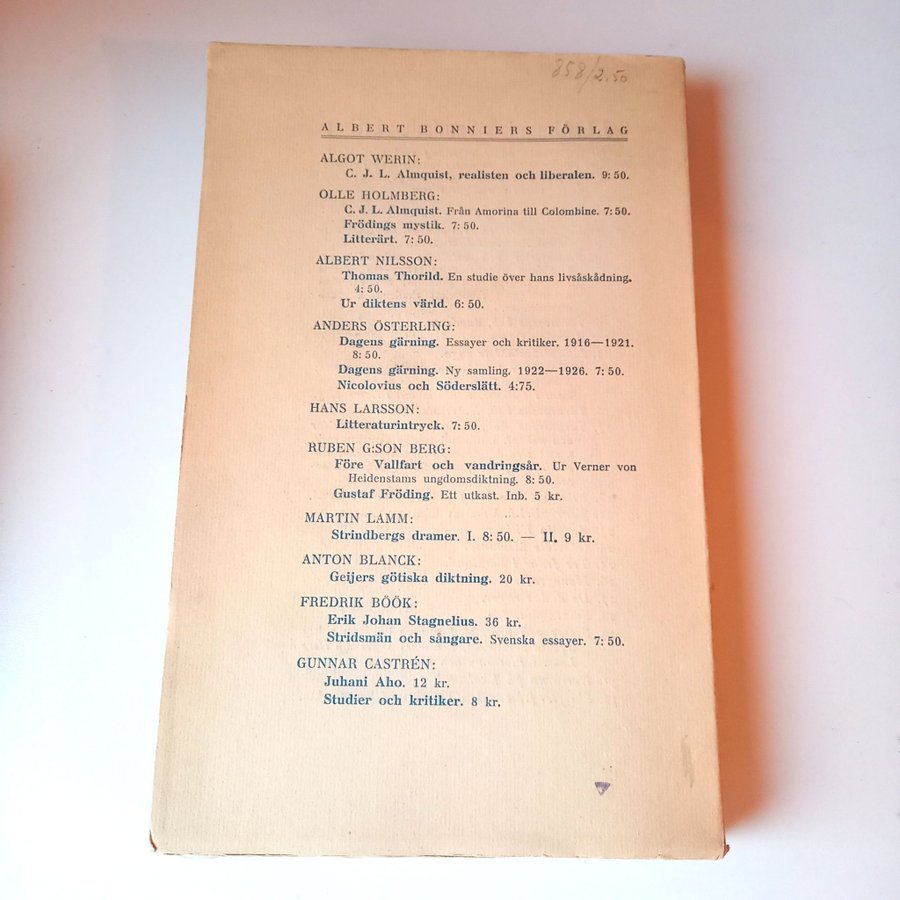 858/2.50
ALBERT BONNIERS FÖRLAG
ALGOT WERIN:
C. J. L. Almquist, realisten och liberalen. 9: 50.
OLLE HOLMBERG:
C. J. L. Almquist. Från Amorina till Colombine. 7: 50.
Frödings mystik. 7: 50.
Litterärt. 7: 50.
ALBERT NILSSON:
Thomas Thorild. En studie över hans livsåskådning.
4: 50.
Ur diktens värld. 6: 50.
ANDERS ÖSTERLING:
Dagens gärning. Essayer och kritiker. 1916—1921.
8: 50.
Dagens gärning. Ny samling. 1922—1926. 7: 50.
Nicolovius och Söderslätt. 4:75.
HANS LARSSON:
Litteraturintryck. 7: 50.
RUBEN G:SON BERG:
Före Vallfart och vandringsår. Ur Verner von
Heidenstams ungdomsdiktning. 8: 50.
Gustaf Fröding. Ett utkast. Inb. 5 kr.
MARTIN LAMM:
Strindbergs dramer. I. 8: 50. — II. 9 kr.
ANTON BLANCK:
Geijers götiska diktning. 20 kr.
FREDRIK BÖÖK:
Erik Johan Stagnelius. 36 kr.
Stridsmän och sångare. Svenska essayer. 7: 50.
GUNNAR CASTRÉN:
Juhani Aho. 12 kr.
Studier och kritiker. 8 kr.